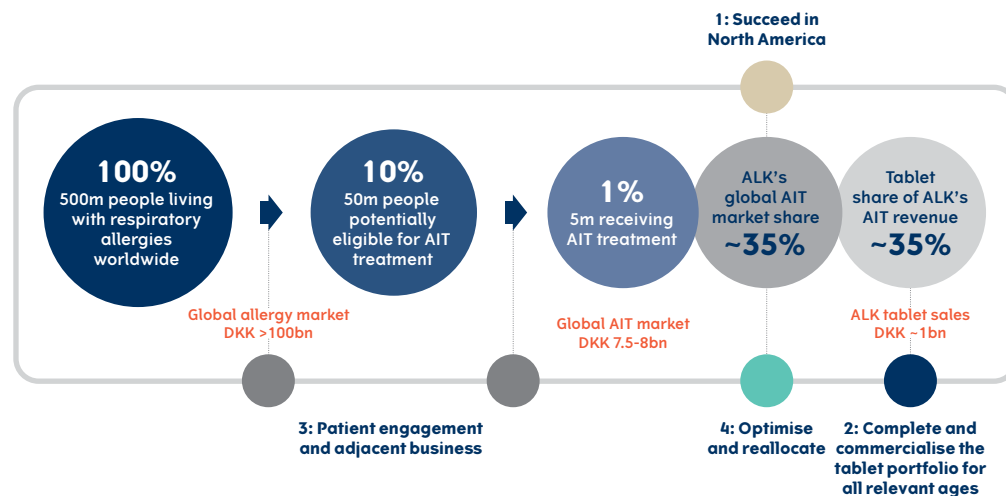 1: Succeed in
North America
100%
500m people living
with respiratory
allergies
worldwide
10%
50m people
potentially
eligible for AIT
treatment
1%
5m receiving
AIT treatment
ALK's
global AIT
market share
~35%
Tablet
share of ALK's
AIT revenue
~35%
Global allergy market
DKK >100bn
Global AIT market
DKK 7.5-8bn
ALK tablet sales
DKK ~1bn
3: Patient engagement
and adjacent business
4: Optimise
and reallocate
2: Complete and
commercialise the
tablet portfolio for
all relevant ages